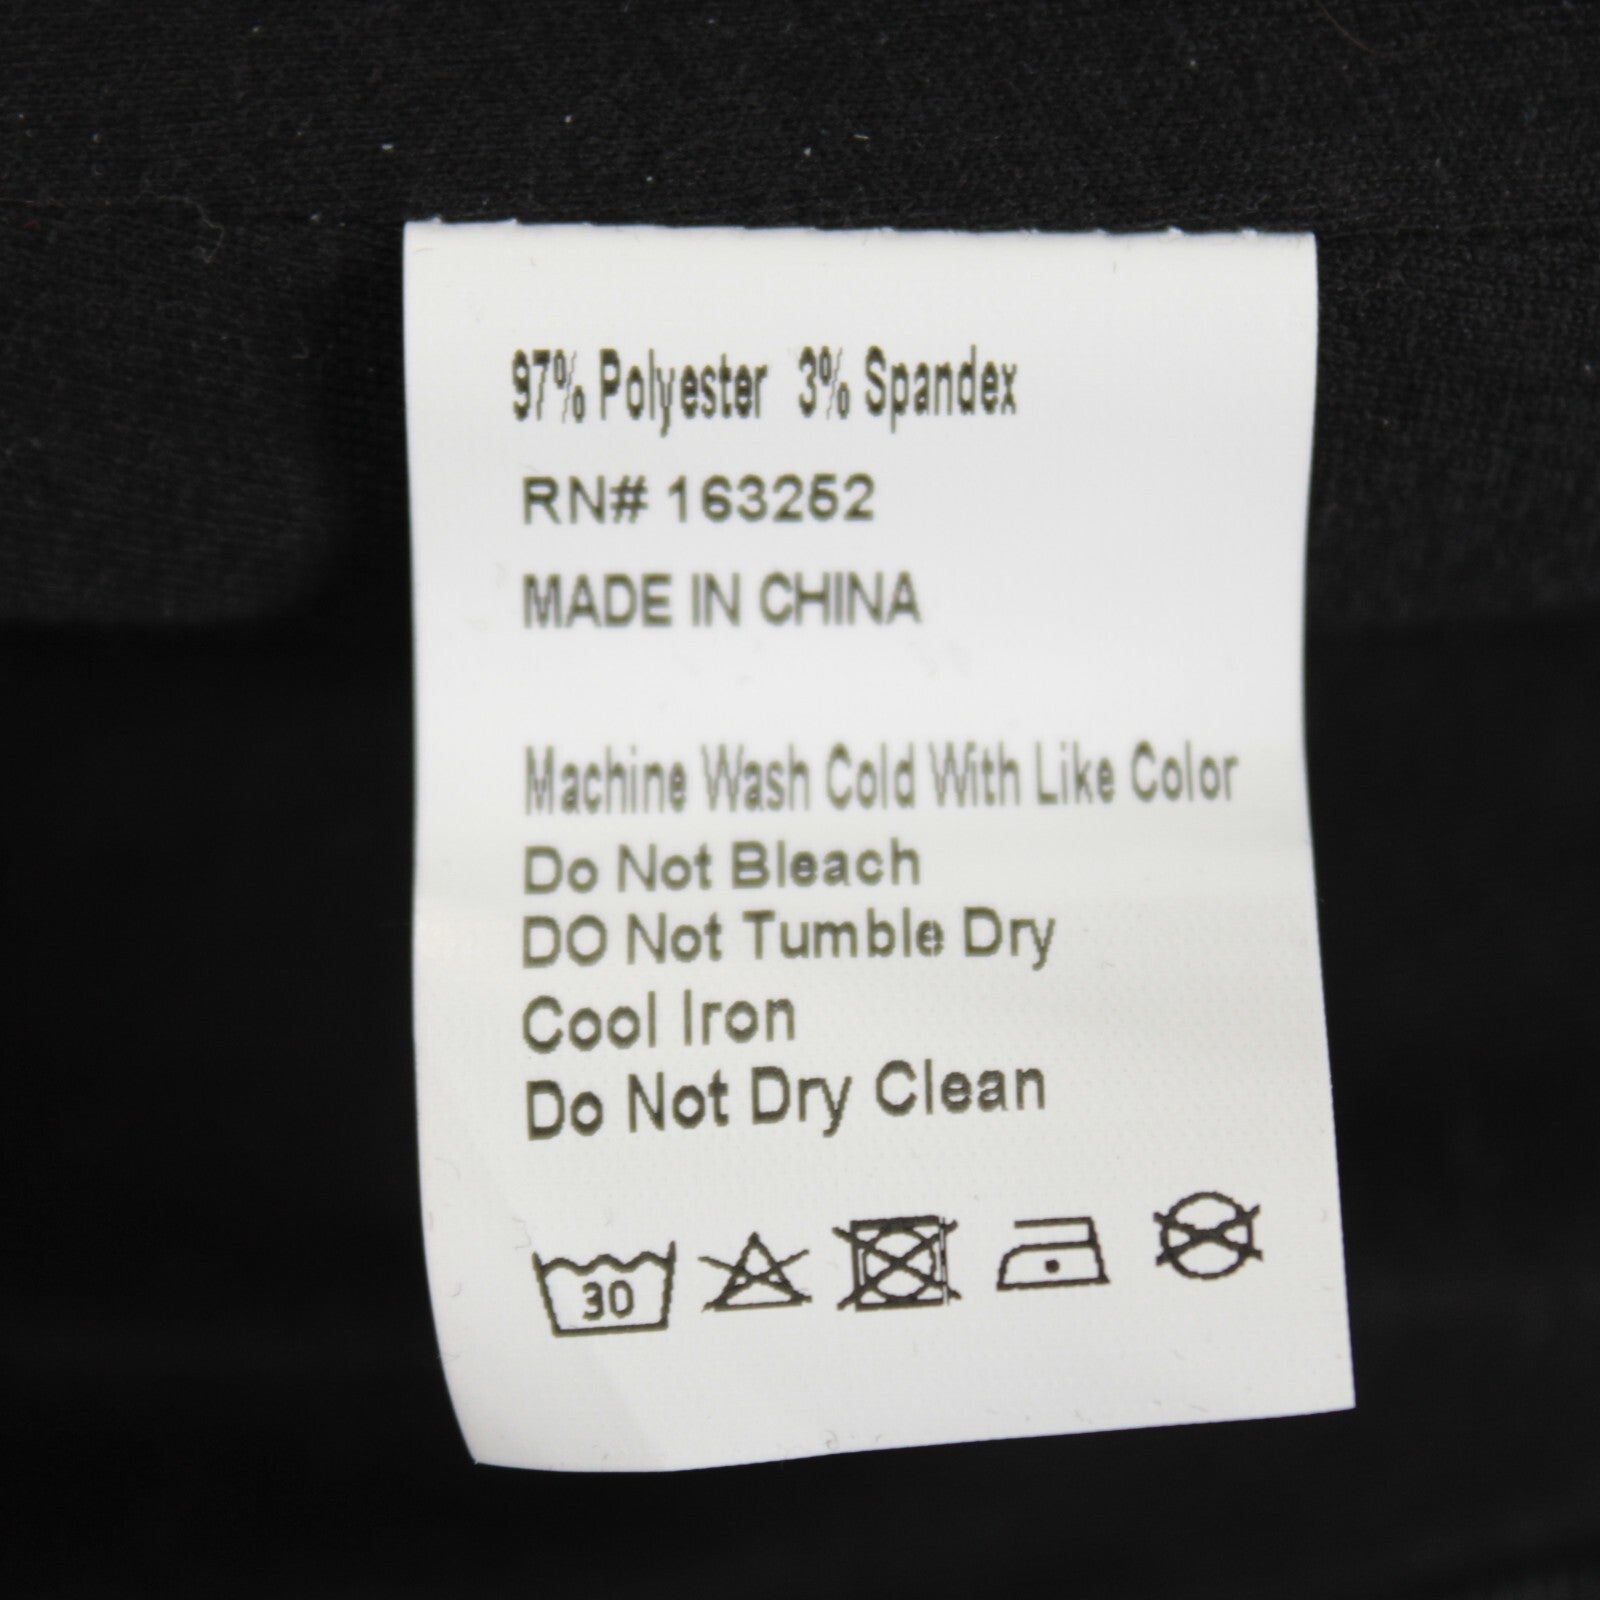 97% Polyester 3% Spandex
RN# 163252
MADE IN CHINA
Machine Wash Cold With Like Color
Do Not Bleach
DO Not Tumble Dry
Cool Iron
Do Not Dry Clean
30